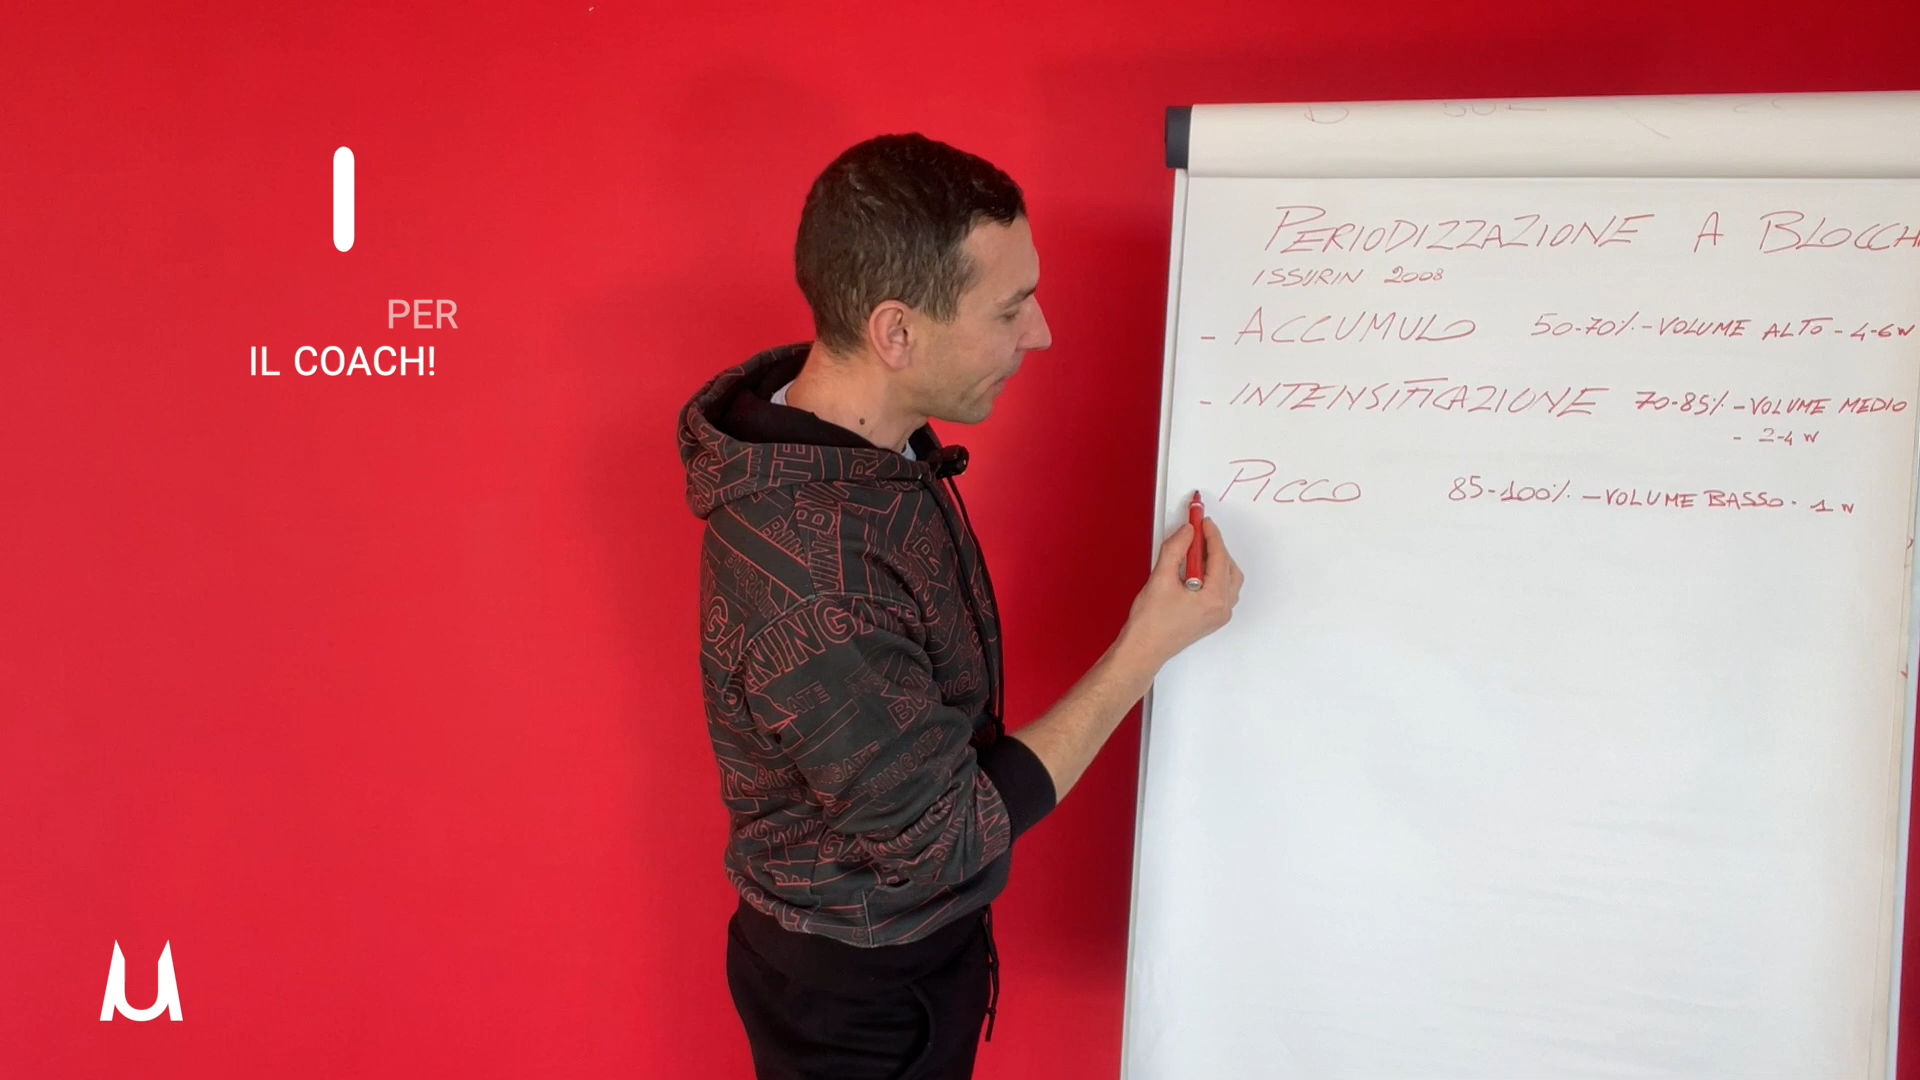 PER
IL COACH!
PERIODIZZAZIONE A BLOCCH
ISSURIN 2008
- ACCUMULO 50-70% - VOLUME ALTO - 4-6 W
- INTENSIFICAZIONE 70-85% - VOLUME MEDIO
- 2-4 W
PICCO 85-100% - VOLUME BASSO - 1 W